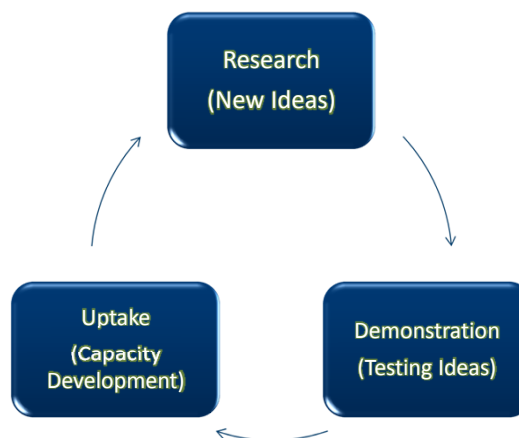 Research
(New Ideas)
Demonstration
(Testing Ideas)
Uptake
(Capacity
Development)